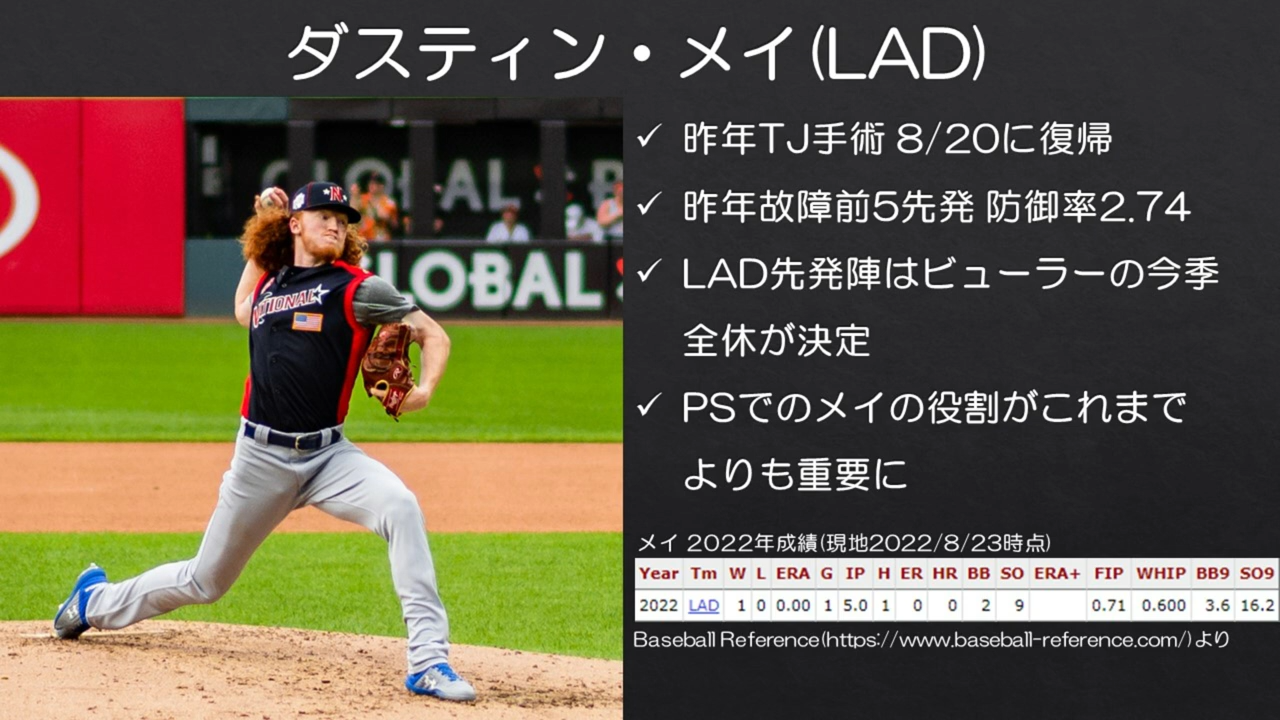 ダスティン・メイ(LAD)
✓ 昨年TJ手術 8/20に復帰
✓ 昨年故障前5先発 防御率2.74
✓ LAD先発陣はビューラーの今季
全休が決定
✓ PSでのメイの役割がこれまで
よりも重要に
GLOBAL
GLOBAL
N
NATIONAL
メイ 2022年成績(現地2022/8/23時点)
Year Tm W L ERA G IP H ER HR BB SO ERA+ FIP WHIP BB9 SO9
2022 LAD 1 0 0.00 1 5.0 1 0 0 2 9 0.71 0.600 3.6 16.2
Baseball Reference(https://www.baseball-reference.com/)より